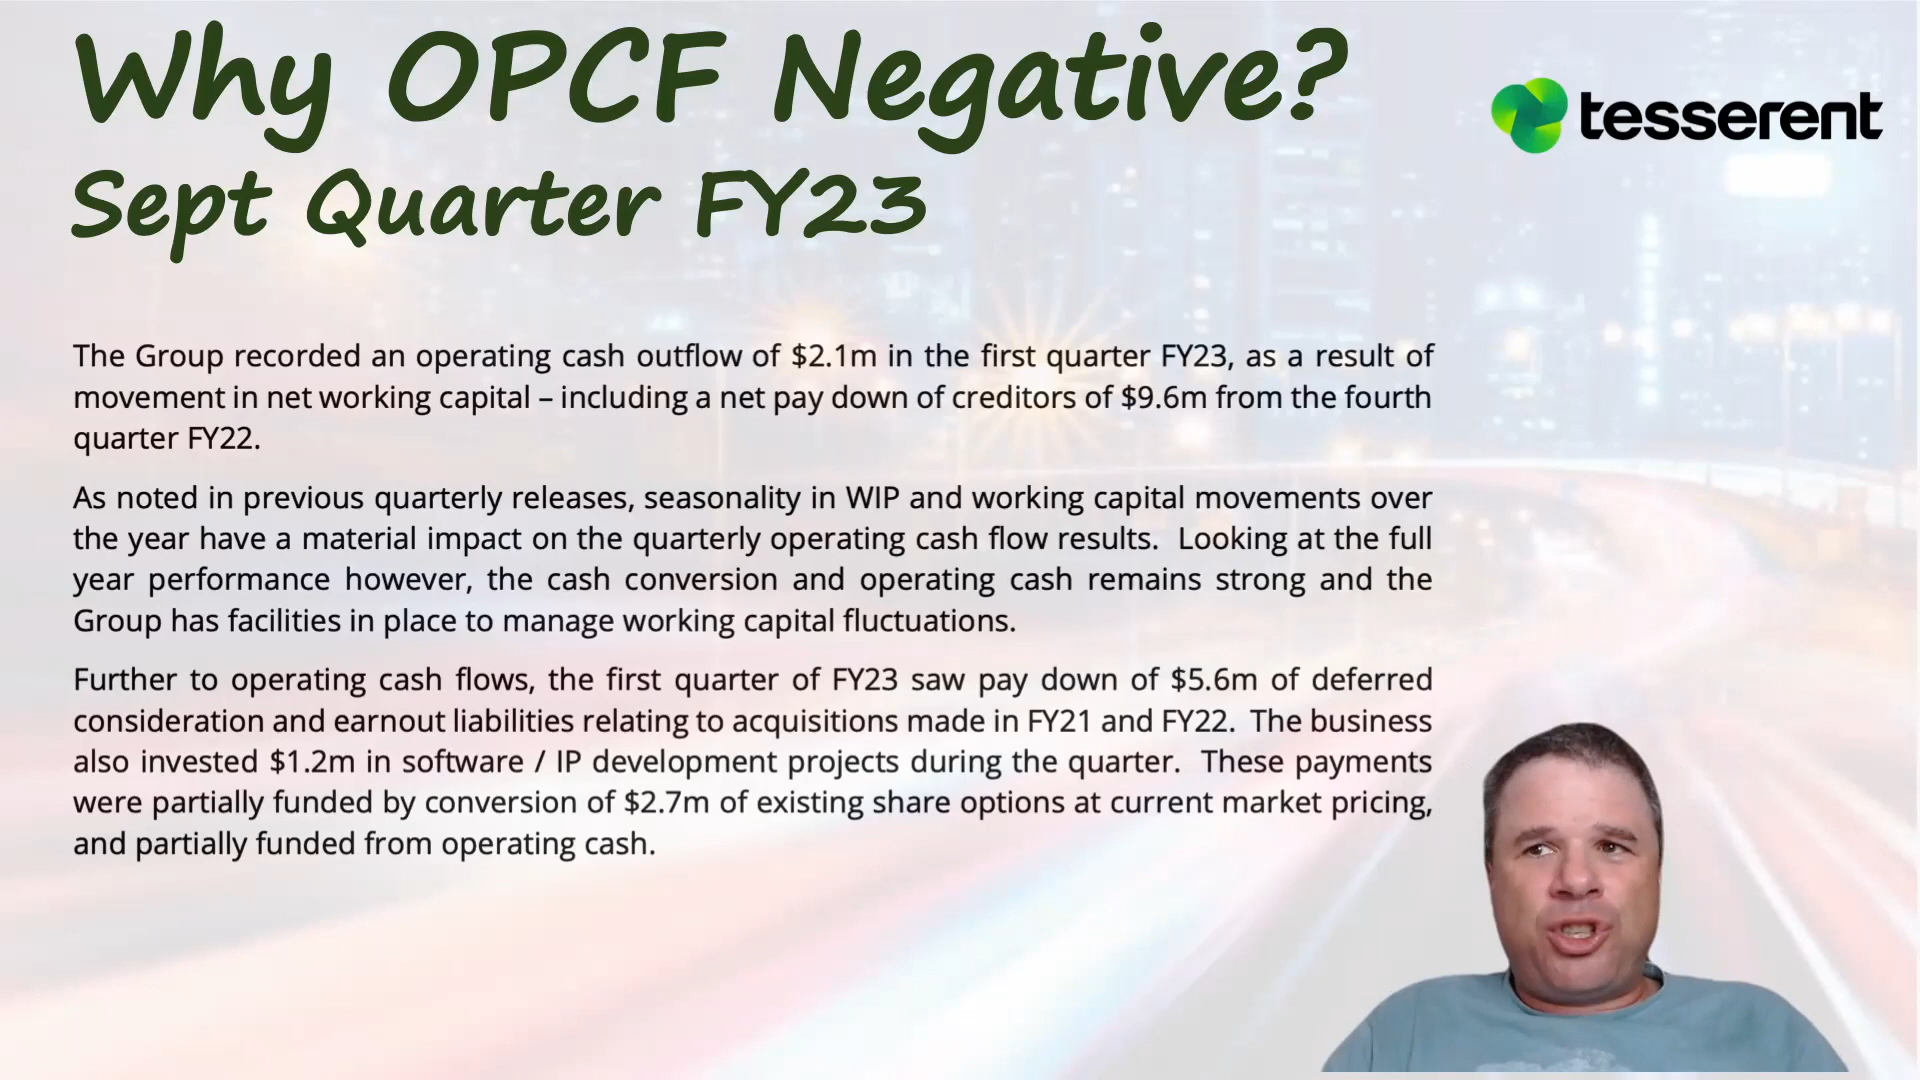 Why OPCF Negative?
tesserent
Sept Quarter FY23
The Group recorded an operating cash outflow of $2.1m in the first quarter FY23, as a result of
movement in net working capital – including a net pay down of creditors of $9.6m from the fourth
quarter FY22.
As noted in previous quarterly releases, seasonality in WIP and working capital movements over
the year have a material impact on the quarterly operating cash flow results. Looking at the full
year performance however, the cash conversion and operating cash remains strong and the
Group has facilities in place to manage working capital fluctuations.
Further to operating cash flows, the first quarter of FY23 saw pay down of $5.6m of deferred
consideration and earnout liabilities relating to acquisitions made in FY21 and FY22. The business
also invested $1.2m in software / IP development projects during the quarter. These payments
were partially funded by conversion of $2.7m of existing share options at current market pricing,
and partially funded from operating cash.